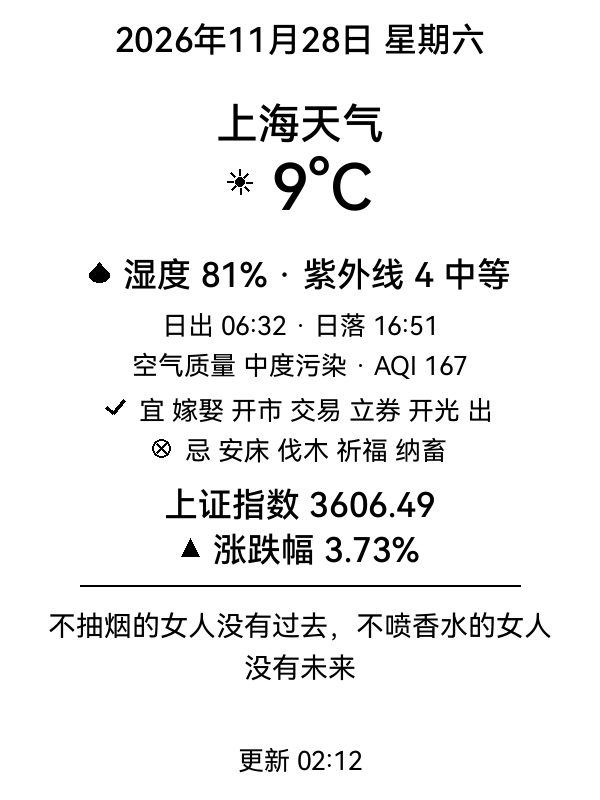 2026年11月28日 星期六
上海天气
9°C
湿度 81% · 紫外线 4 中等
日出 06:32 · 日落 16:51
空气质量 中度污染 · AQI 167
宜 嫁娶 开市 交易 立券 开光 出
忌 安床 伐木 祈福 纳畜
上证指数 3606.49
▲ 涨跌幅 3.73%
不抽烟的女人没有过去，不喷香水的女人
没有未来
更新 02:12